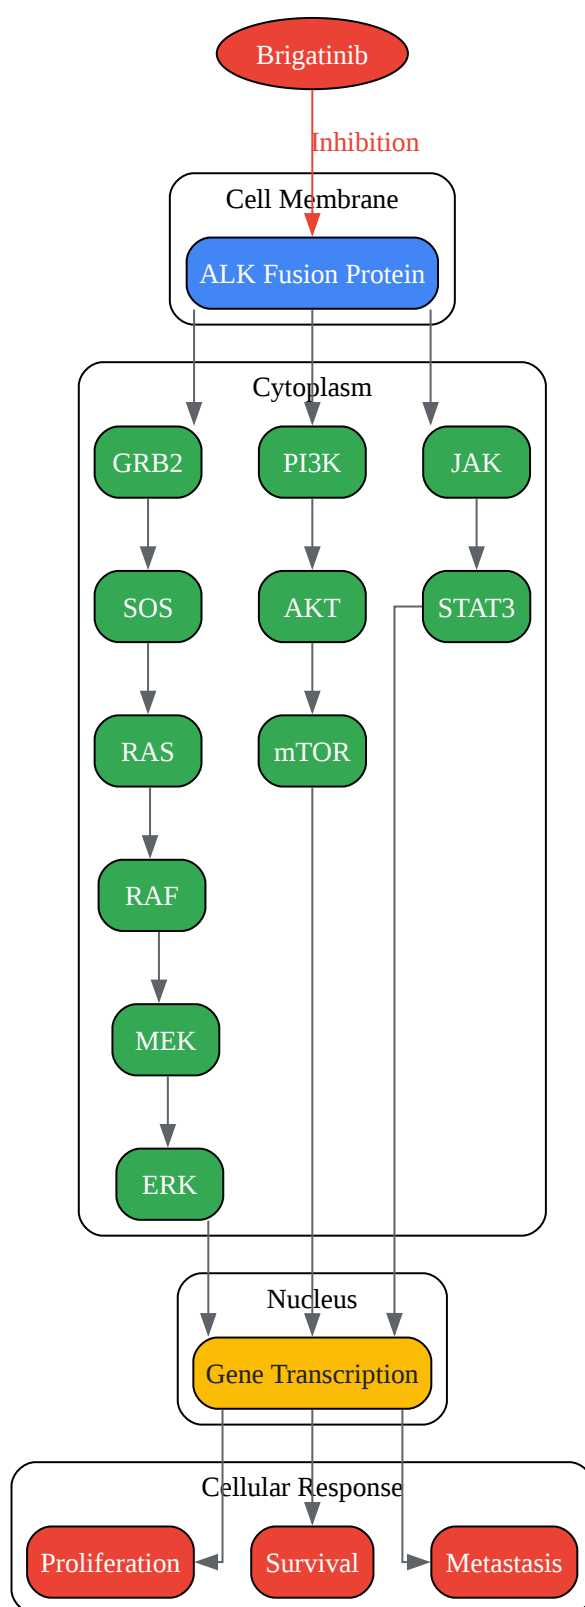 Brigatinib
Inhibition
Cell Membrane
ALK Fusion Protein
Cytoplasm
GRB2
PI3K
JAK
SOS
AKT
STAT3
RAS
mTOR
RAF
MEK
ERK
Nucleus
Gene Transcription
Cellular Response
Proliferation
Survival
Metastasis